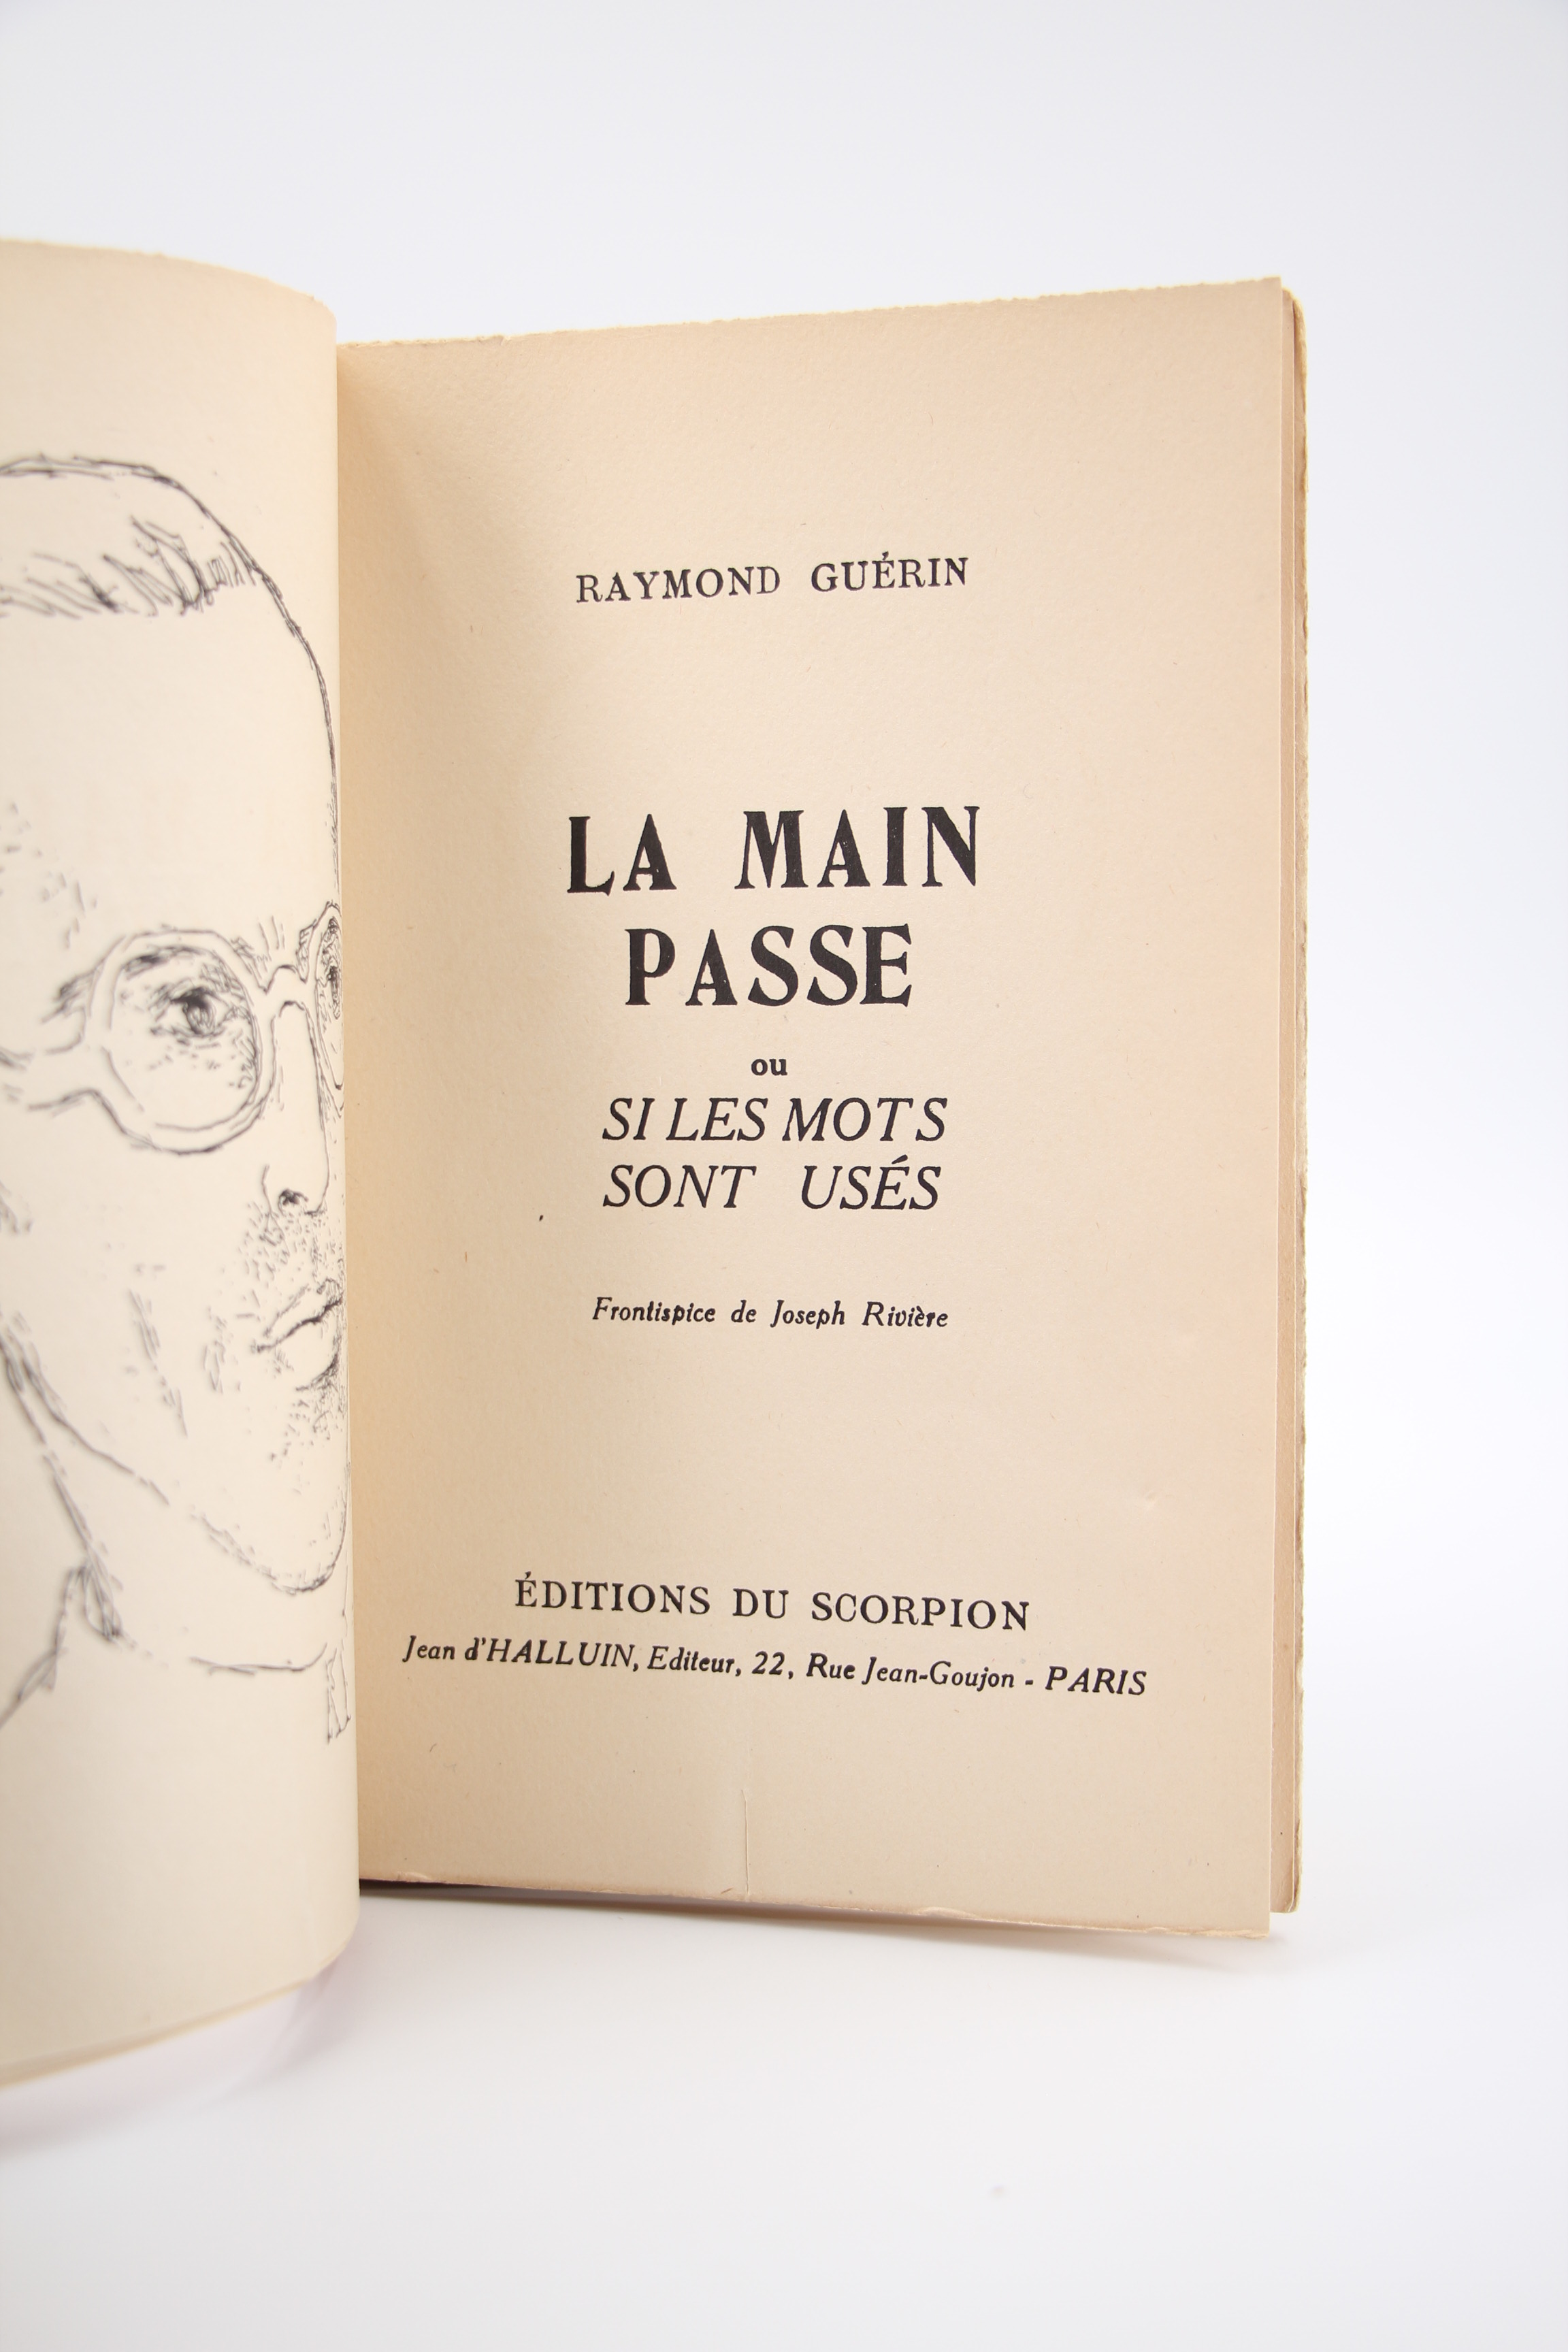 RAYMOND GUÉRIN
LA MAIN
PASSE
ou
SI LES MOTS
SONT USÉS
Frontispice de Joseph Rivière
ÉDITIONS DU SCORPION
Jean d'HALLUIN, Editeur, 22, Rue Jean-Goujon - PARIS